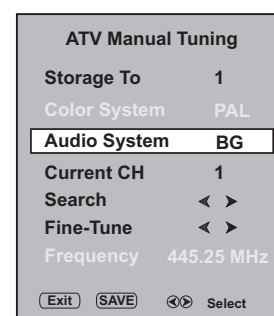 ATV Manual Tuning
Storage To 1
Color System PAL
Audio System BG
Current CH 1
Search
Fine-Tune
Frequency 445.25 MHz
Exit SAVE Select